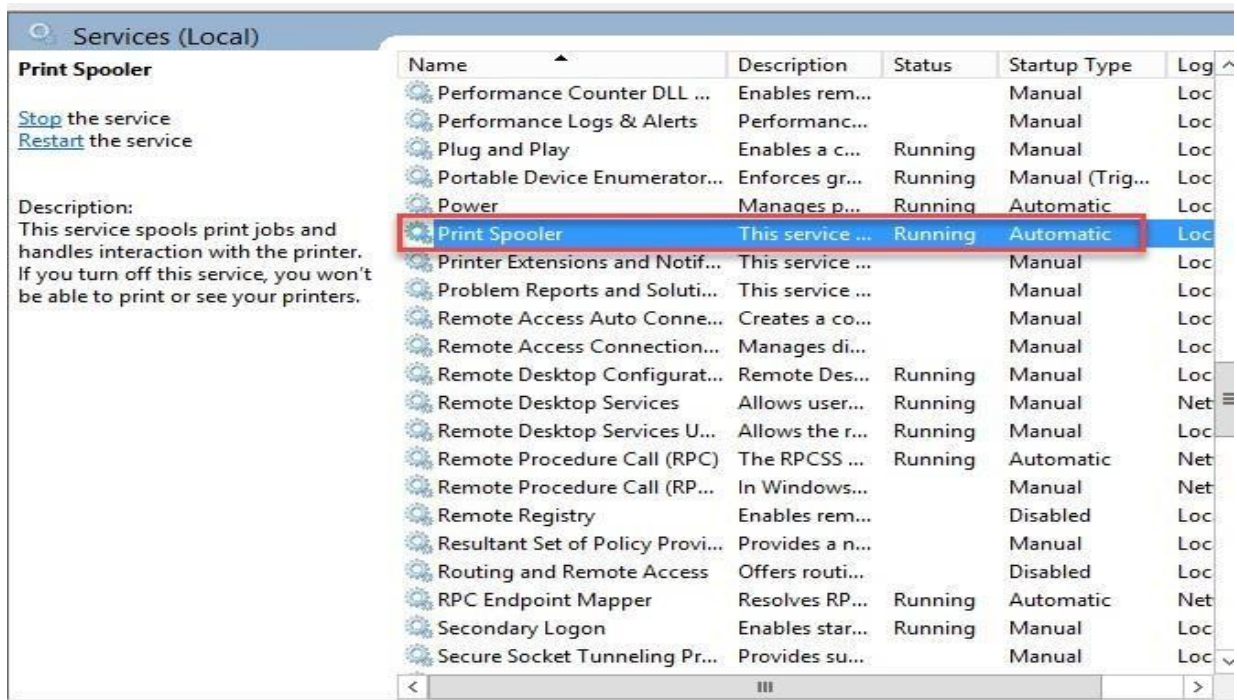 Services (Local)
Print Spooler
Stop the service
Restart the service
Description:
This service spools print jobs and
handles interaction with the printer.
If you turn off this service, you won't
be able to print or see your printers.
Name Description Status Startup Type Log
Performance Counter DLL ... Enables rem... Manual Loc
Performance Logs & Alerts Performanc... Manual Loc
Plug and Play Enables a c... Running Manual Loc
Portable Device Enumerator... Enforces gr... Running Manual (Trig... Loc
Power Manages p... Running Automatic Loc
Print Spooler This service ... Running Automatic Loc
Printer Extensions and Notif... This service ... Manual Loc
Problem Reports and Soluti... This service ... Manual Loc
Remote Access Auto Conne... Creates a co... Manual Loc
Remote Access Connection... Manages di... Manual Loc
Remote Desktop Configurat... Remote Des... Running Manual Loc
Remote Desktop Services Allows user... Running Manual Net
Remote Desktop Services U... Allows the r... Running Manual Loc
Remote Procedure Call (RPC) The RPCSS ... Running Automatic Net
Remote Procedure Call (RP... In Windows... Manual Net
Remote Registry Enables rem... Disabled Loc
Resultant Set of Policy Provi... Provides a n... Manual Loc
Routing and Remote Access Offers routi... Disabled Loc
RPC Endpoint Mapper Resolves RP... Running Automatic Net
Secondary Logon Enables star... Running Manual Loc
Secure Socket Tunneling Pr... Provides su... Manual Loc